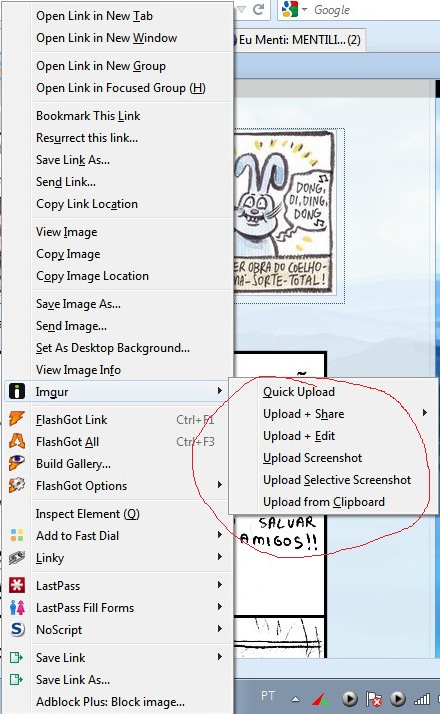 Open Link in New Tab
Open Link in New Window
Open Link in New Group
Open Link in Focused Group (H)
Bookmark This Link
Resurrect this link...
Save Link As...
Send Link...
Copy Link Location
View Image
Copy Image
Copy Image Location
Save Image As...
Send Image...
Set As Desktop Background...
View Image Info
Imgur
FlashGot Link Ctrl+F1
FlashGot All Ctrl+F3
Build Gallery...
FlashGot Options
Inspect Element (Q)
Add to Fast Dial
Linky
LastPass
LastPass Fill Forms
NoScript
Save Link
Save Link As...
Adblock Plus: Block image...
Google
Eu Menti: MENTILI... (2)
DONG,
DI, DING,
DONG
ER OBRA DO COELHO-
MÁ-SORTE-TOTAL!
Quick Upload
Upload + Share
Upload + Edit
Upload Screenshot
Upload Selective Screenshot
Upload from Clipboard
SALVAR
AMIGOS!!
PT